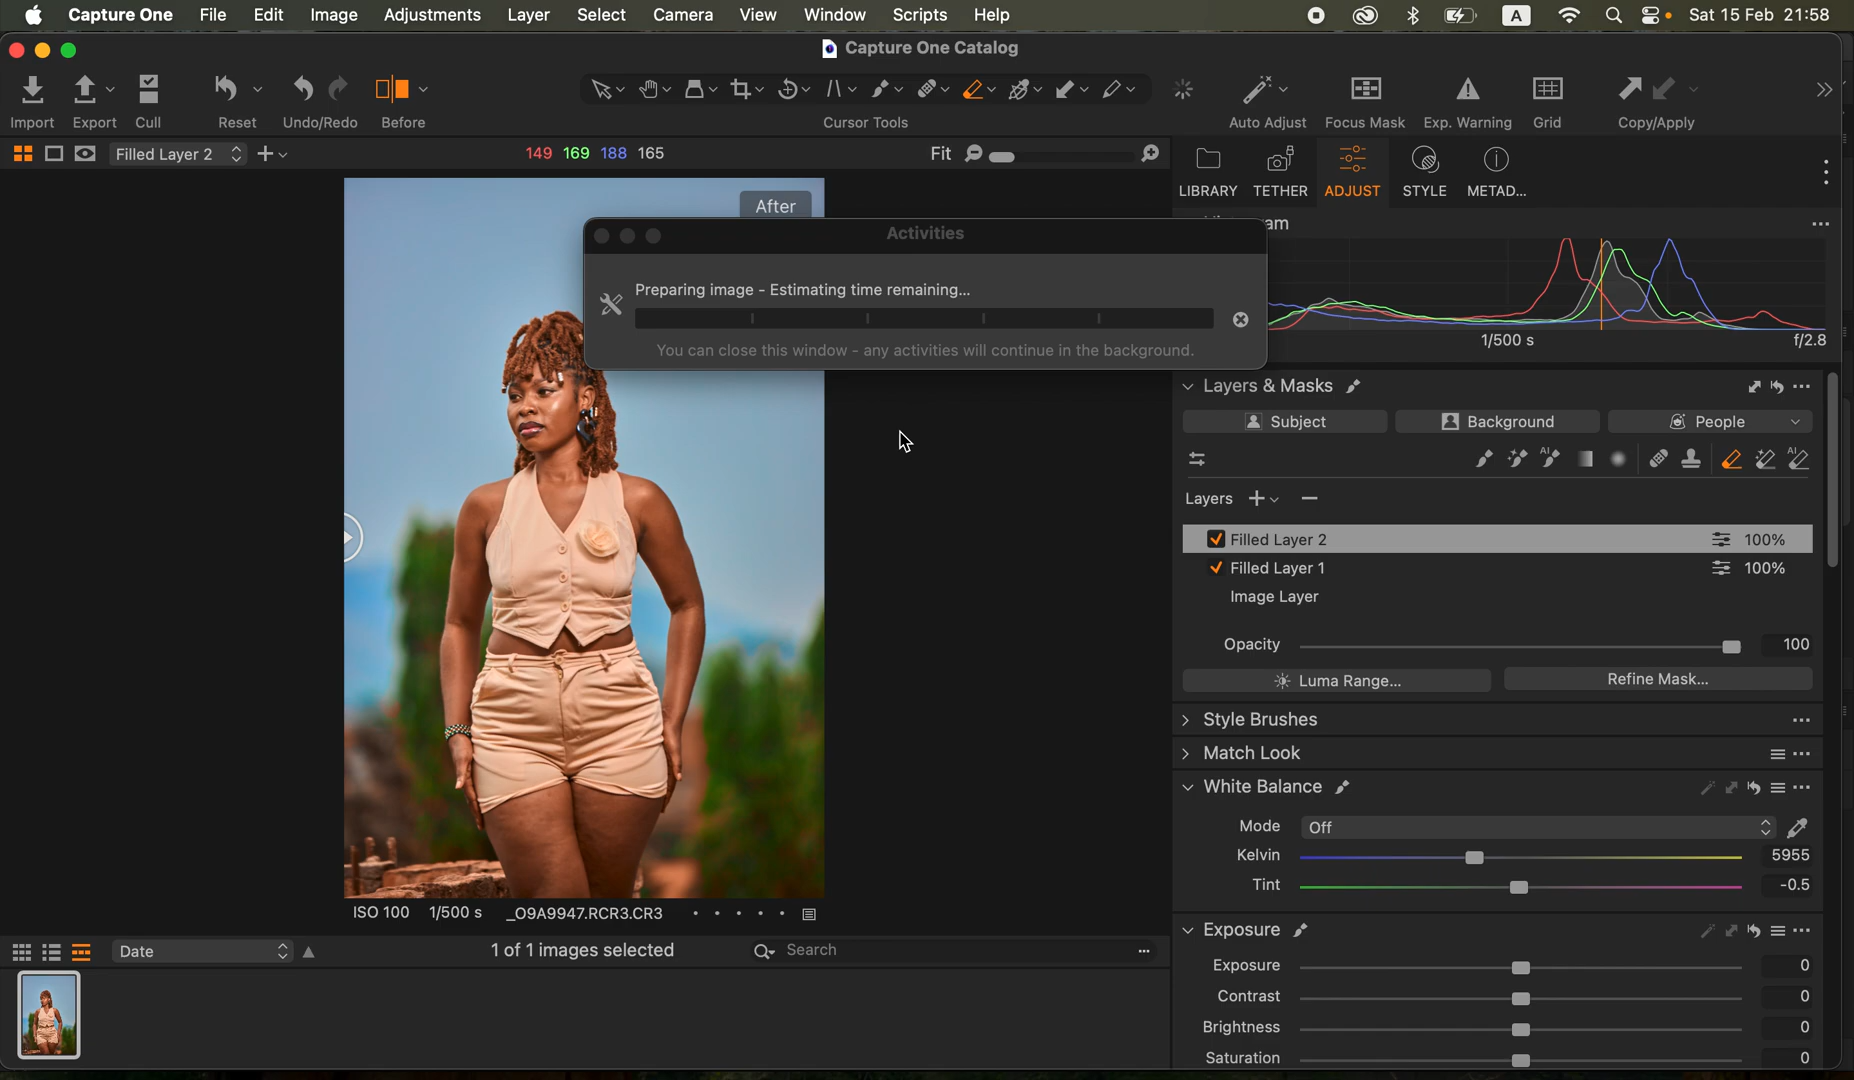 Capture One File Edit Image Adjustments Layer Select Camera View Window Scripts Help A Sat 15 Feb 21:58
Capture One Catalog
Import Export Cull Reset Undo/Redo Before Cursor Tools Auto Adjust Focus Mask Exp. Warning Grid Copy/Apply
Filled Layer 2 149 169 188 165 Fit
LIBRARY TETHER ADJUST STYLE METAD...
After
Activities
Preparing image - Estimating time remaining...
You can close this window - any activities will continue in the background.
1/500 s f/2.8
Layers & Masks
Subject Background People
AI AI
Layers
Filled Layer 2 100%
Filled Layer 1 100%
Image Layer
Opacity 100
Luma Range... Refine Mask...
Style Brushes
Match Look
White Balance
Mode Off
Kelvin 5955
Tint -0.5
Exposure
Exposure 0
Contrast 0
Brightness 0
Saturation 0
ISO 100 1/500 s _O9A9947.RCR3.CR3
Date 1 of 1 images selected Search